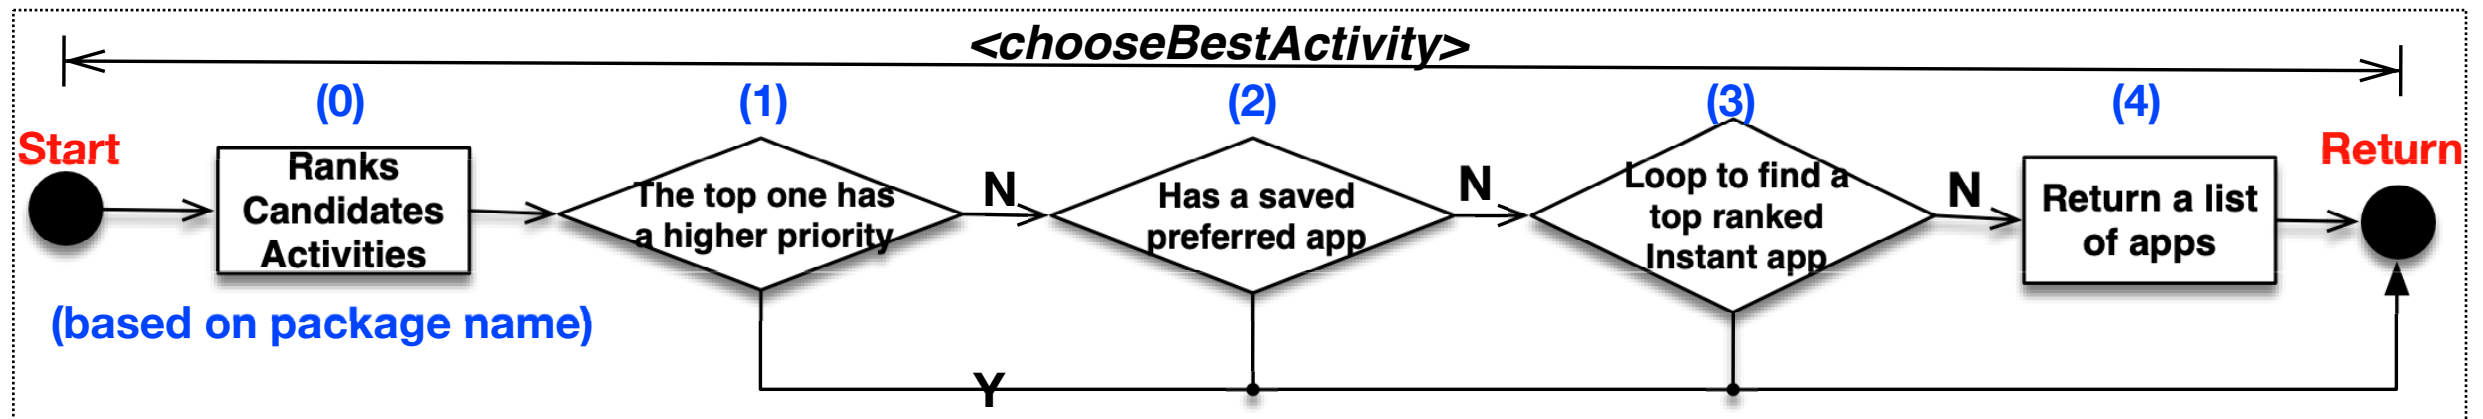 <chooseBestActivity>
(0)
(1)
(2)
(3)
(4)
Start
Ranks
Candidates
Activities
(based on package name)
The top one has
a higher priority
N
Has a saved
preferred app
N
Loop to find a
top ranked
Instant app
N
Return a list
of apps
Return
Y